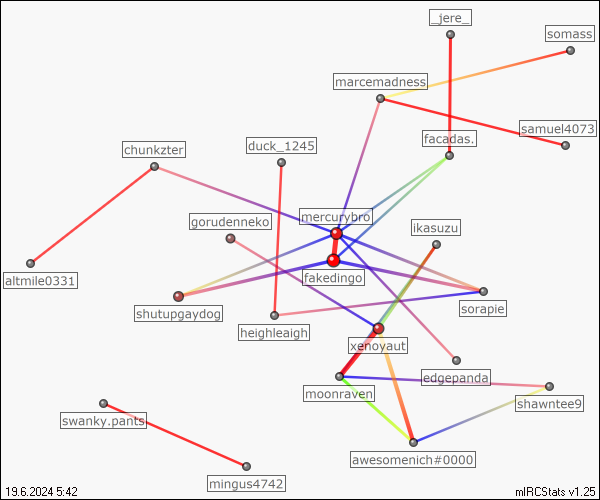 _jere_
somass
marcemadness
samuel4073
facadas.
duck_1245
chunkzter
mercurybro
gorudenneko
ikasuzu
altmile0331
fakedingo
shutupgaydog
sorapie
heighleaigh
xenoyaut
edgepanda
moonraven
shawntee9
swanky.pants
awesomenich#0000
mingus4742
19.6.2024 5:42
mIRCStats v1.25